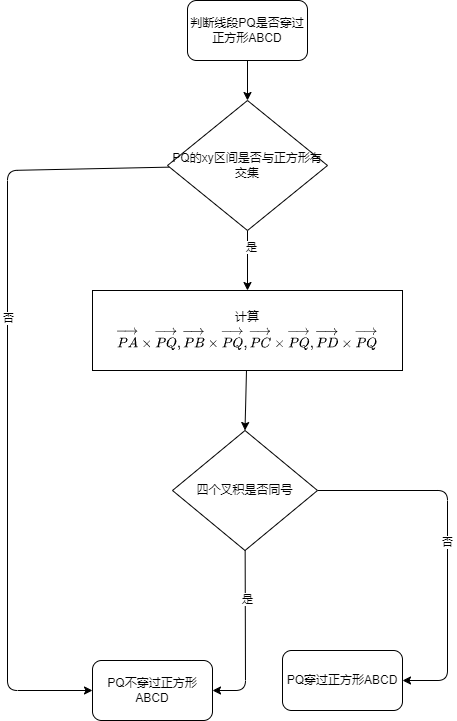 判断线段PQ是否穿过
正方形ABCD
PQ的xy区间是否与正方形有
交集
是
否
计算
$\overrightarrow{PA} \times \overrightarrow{PQ}, \overrightarrow{PB} \times \overrightarrow{PQ}, \overrightarrow{PC} \times \overrightarrow{PQ}, \overrightarrow{PD} \times \overrightarrow{PQ}$
四个叉积是否同号
否
是
PQ不穿过正方形
ABCD
PQ穿过正方形ABCD